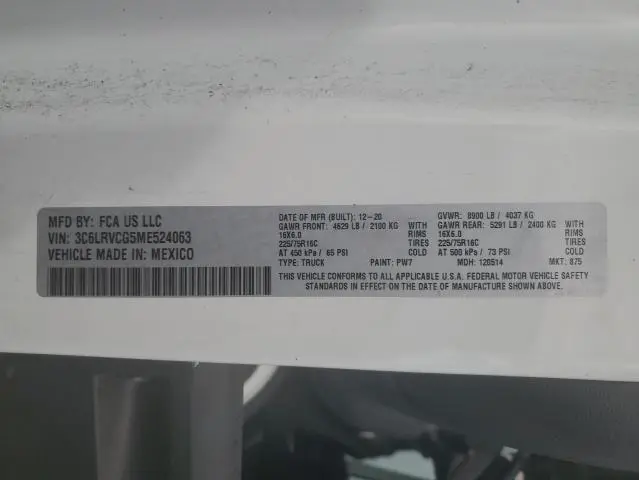 MFD BY: FCA US LLC
VIN: 3C6LRVCG5ME524063
VEHICLE MADE IN: MEXICO
DATE OF MFR (BUILT): 12-20 GVWR: 8900 LB / 4037 KG
GAWR FRONT: 4629 LB / 2100 KG WITH GAWR REAR: 5291 LB / 2400 KG WITH
16X6.0 RIMS 16X6.0 RIMS
225/75R16C TIRES 225/75R16C TIRES
AT 450 kPa / 65 PSI COLD AT 500 kPa / 73 PSI COLD
TYPE: TRUCK PAINT: PW7 MDH: 120514 MKT: 875
THIS VEHICLE CONFORMS TO ALL APPLICABLE U.S.A. FEDERAL MOTOR VEHICLE SAFETY
STANDARDS IN EFFECT ON THE DATE OF MANUFACTURE SHOWN ABOVE.